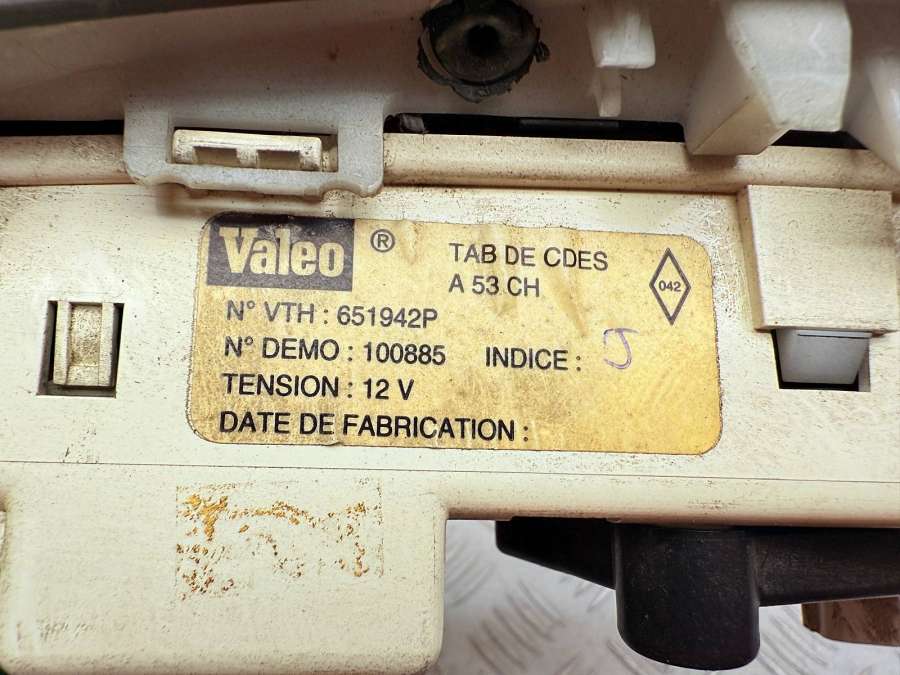 Valeo ® TAB DE CDES
A 53 CH
042
N° VTH : 651942P
N° DEMO : 100885 INDICE : J
TENSION : 12 V
DATE DE FABRICATION :